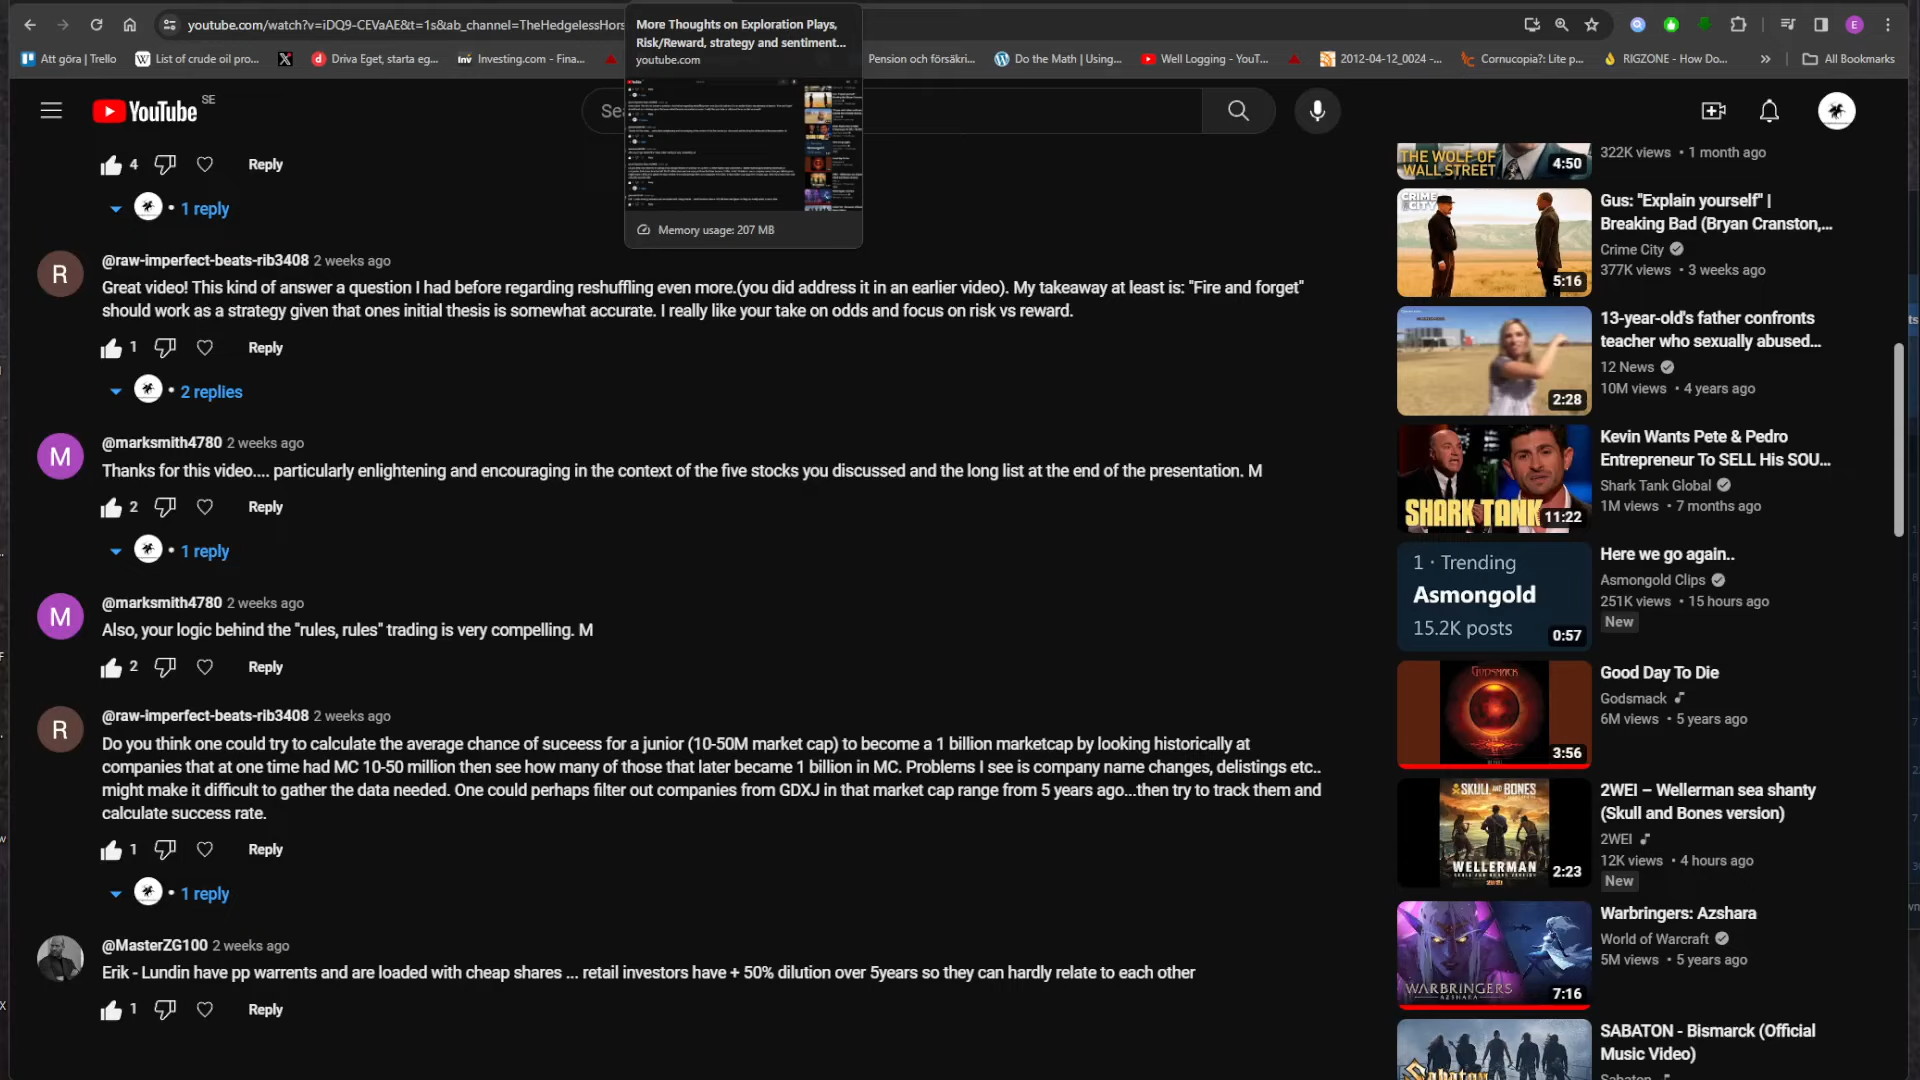 youtube.com/watch?v=iDQ9-CEVaAE&t=1s&ab_channel=TheHedgelessHors
More Thoughts on Exploration Plays,
Risk/Reward, strategy and sentiment...
youtube.com
Memory usage: 207 MB
E
Att göra | Trello
List of crude oil pro...
Driva Eget, starta eg...
Investing.com - Fina...
Pension och försäkri...
Do the Math | Using...
Well Logging - YouT...
2012-04-12_0024 -...
Cornucopia?: Lite p...
RIGZONE - How Do...
All Bookmarks
YouTube SE
Se
4
Reply
1 reply
@raw-imperfect-beats-rib3408 2 weeks ago
R
Great video! This kind of answer a question I had before regarding reshuffling even more.(you did address it in an earlier video). My takeaway at least is: "Fire and forget"
should work as a strategy given that ones initial thesis is somewhat accurate. I really like your take on odds and focus on risk vs reward.
1
Reply
2 replies
@marksmith4780 2 weeks ago
M
Thanks for this video.... particularly enlightening and encouraging in the context of the five stocks you discussed and the long list at the end of the presentation. M
2
Reply
1 reply
@marksmith4780 2 weeks ago
M
Also, your logic behind the "rules, rules" trading is very compelling. M
2
Reply
@raw-imperfect-beats-rib3408 2 weeks ago
R
Do you think one could try to calculate the average chance of suceess for a junior (10-50M market cap) to become a 1 billion marketcap by looking historically at
companies that at one time had MC 10-50 million then see how many of those that later became 1 billion in MC. Problems I see is company name changes, delistings etc..
might make it difficult to gather the data needed. One could perhaps filter out companies from GDXJ in that market cap range from 5 years ago...then try to track them and
calculate success rate.
1
Reply
1 reply
@MasterZG100 2 weeks ago
Erik - Lundin have pp warrents and are loaded with cheap shares ... retail investors have + 50% dilution over 5years so they can hardly relate to each other
1
Reply
THE WOLF OF
WALL STREET
4:50
322K views • 1 month ago
CRIME CITY
5:16
Gus: "Explain yourself" |
Breaking Bad (Bryan Cranston,...
Crime City
377K views • 3 weeks ago
2:28
13-year-old's father confronts
teacher who sexually abused...
12 News
10M views • 4 years ago
SHARK TANK
11:22
Kevin Wants Pete & Pedro
Entrepreneur To SELL His SOU...
Shark Tank Global
1M views • 7 months ago
1 · Trending
Asmongold
15.2K posts
0:57
Here we go again..
Asmongold Clips
251K views • 15 hours ago
New
GODSMACK
3:56
Good Day To Die
Godsmack
6M views • 5 years ago
SKULL AND BONES
WELLERMAN
2WEI
2:23
2WEI – Wellerman sea shanty
(Skull and Bones version)
2WEI
12K views • 4 hours ago
New
WARBRINGERS
AZSHARA
7:16
Warbringers: Azshara
World of Warcraft
5M views • 5 years ago
Sabaton
SABATON - Bismarck (Official
Music Video)
Sabaton